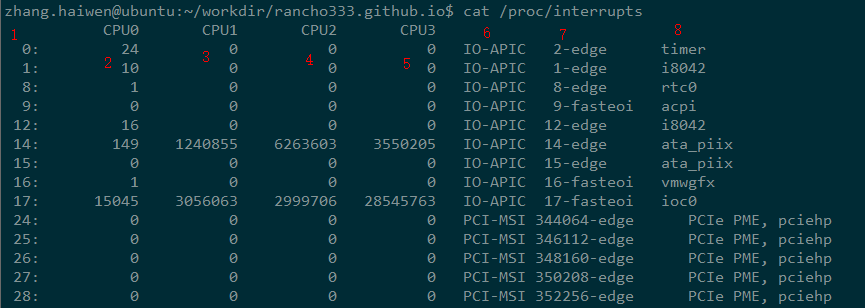 zhang.haiwen@ubuntu:~/workdir/rancho333.github.io$ cat /proc/interrupts
1 CPU0 CPU1 CPU2 CPU3 6 7 8
0: 24 0 0 0 IO-APIC 2-edge timer
2 3 4 5
1: 10 0 0 0 IO-APIC 1-edge i8042
8: 1 0 0 0 IO-APIC 8-edge rtc0
9: 0 0 0 0 IO-APIC 9-fasteoi acpi
12: 16 0 0 0 IO-APIC 12-edge i8042
14: 149 1240855 6263603 3550205 IO-APIC 14-edge ata_piix
15: 0 0 0 0 IO-APIC 15-edge ata_piix
16: 1 0 0 0 IO-APIC 16-fasteoi vmwgfx
17: 15045 3056063 2999706 28545763 IO-APIC 17-fasteoi ioc0
24: 0 0 0 0 PCI-MSI 344064-edge PCIe PME, pciehp
25: 0 0 0 0 PCI-MSI 346112-edge PCIe PME, pciehp
26: 0 0 0 0 PCI-MSI 348160-edge PCIe PME, pciehp
27: 0 0 0 0 PCI-MSI 350208-edge PCIe PME, pciehp
28: 0 0 0 0 PCI-MSI 352256-edge PCIe PME, pciehp